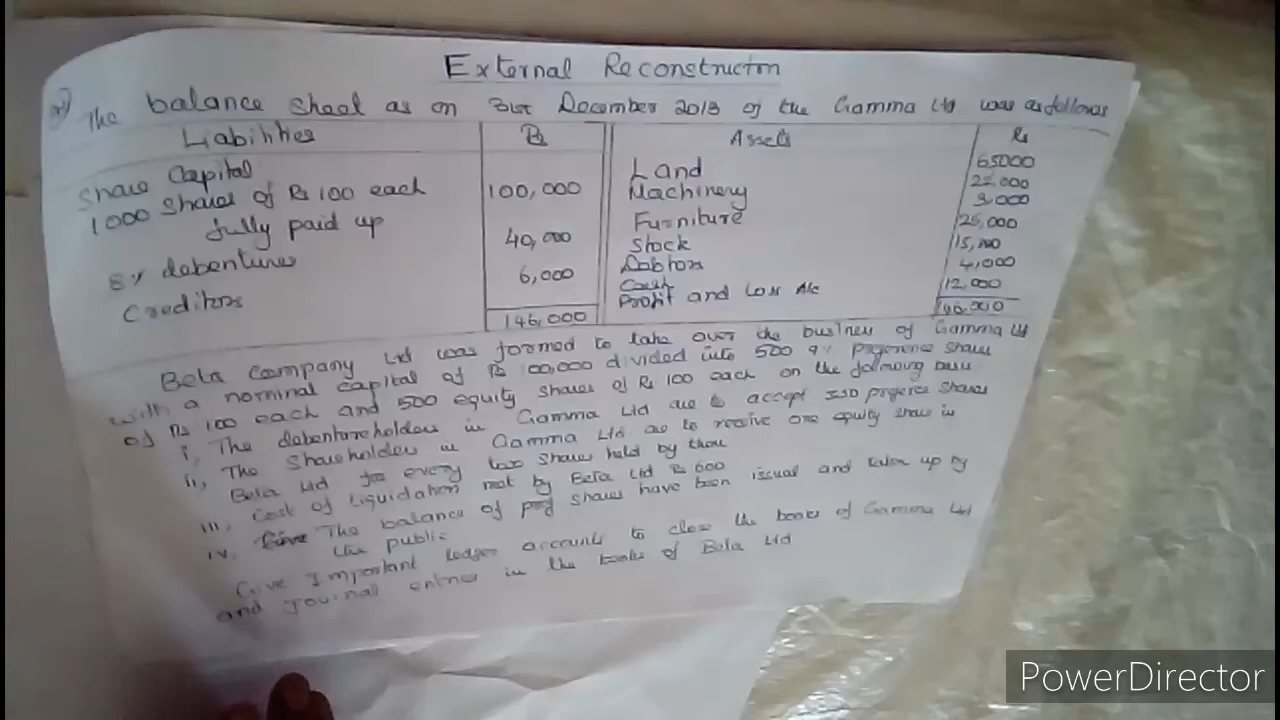 External Reconstruction
The balance sheet as on 31st December 2013 of the Gamma Ltd was as follows
Liabilities Rs Assets Rs
Share Capital
1000 shares of Rs 100 each 100,000
fully paid up
8% debentures 40,000
Creditors 6,000
146,000
Land 65000
Machinery 22,000
Furniture 3,000
Stock 25,000
Debtors 15,000
Cash 4,000
Profit and Loss A/c 12,000
146,000
Beta Company Ltd was formed to take over the business of Gamma Ltd
with a nominal capital of Rs 100,000 divided into 500 9% preference shares
of Rs 100 each and 500 equity shares of Rs 100 each on the following basis
i, The debentureholders in Gamma Ltd are to accept preference shares
ii, The shareholders in Gamma Ltd are to receive one equity share in
Beta Ltd for every two share held by them
iii, Cost of liquidation met by Beta Ltd Rs 600
iv. The balance of pref shares have been issued and taken up by
the public
Give Important ledger accounts to close the books of Gamma Ltd
and Journal entries in the books of Beta Ltd
PowerDirector